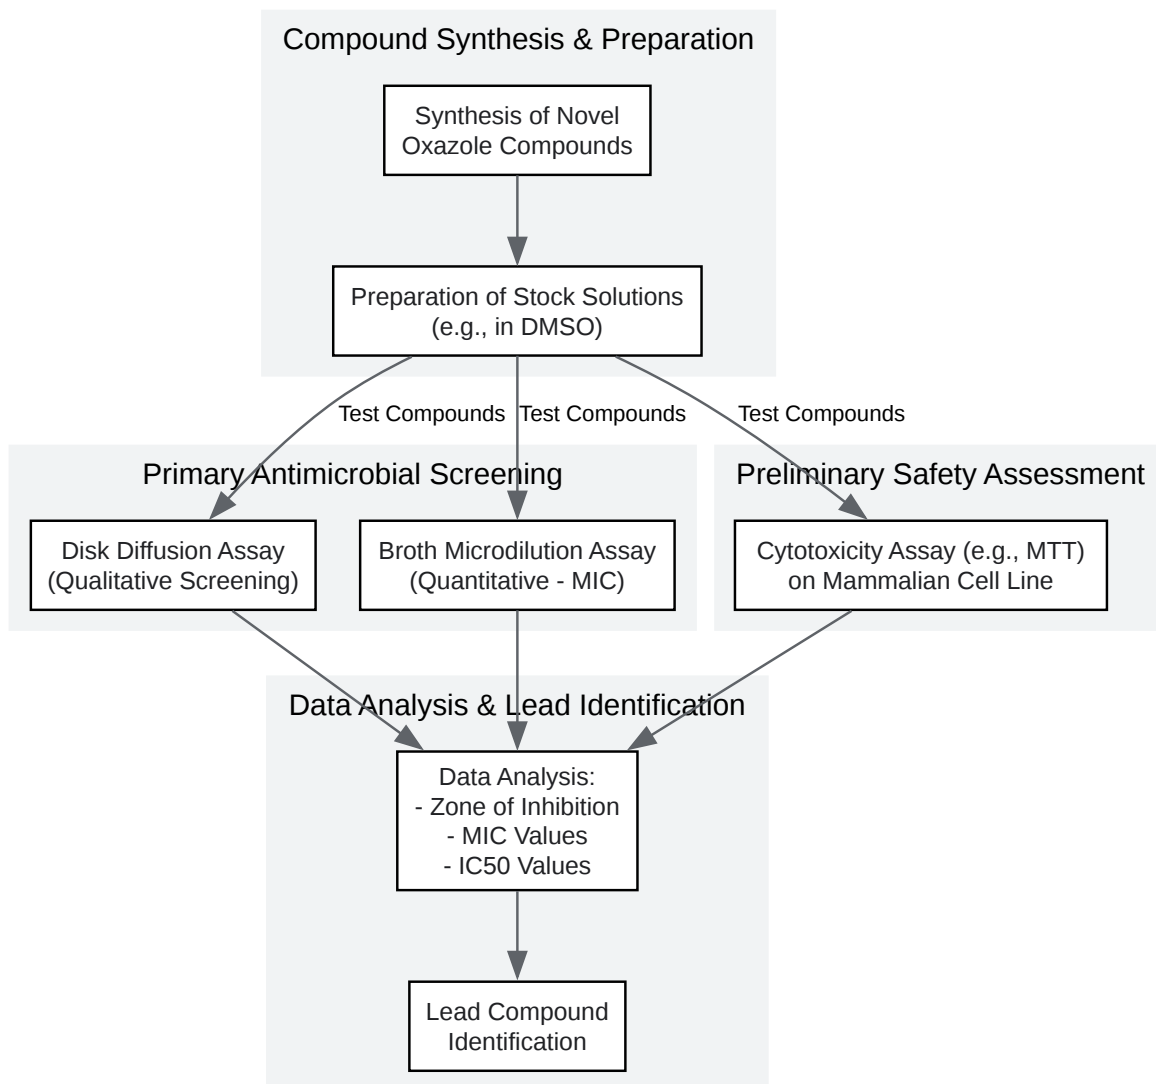 Compound Synthesis & Preparation
Synthesis of Novel
Oxazole Compounds
Preparation of Stock Solutions
(e.g., in DMSO)
Test Compounds
Test Compounds
Test Compounds
Primary Antimicrobial Screening
Preliminary Safety Assessment
Disk Diffusion Assay
(Qualitative Screening)
Broth Microdilution Assay
(Quantitative - MIC)
Cytotoxicity Assay (e.g., MTT)
on Mammalian Cell Line
Data Analysis & Lead Identification
Data Analysis:
- Zone of Inhibition
- MIC Values
- IC50 Values
Lead Compound
Identification